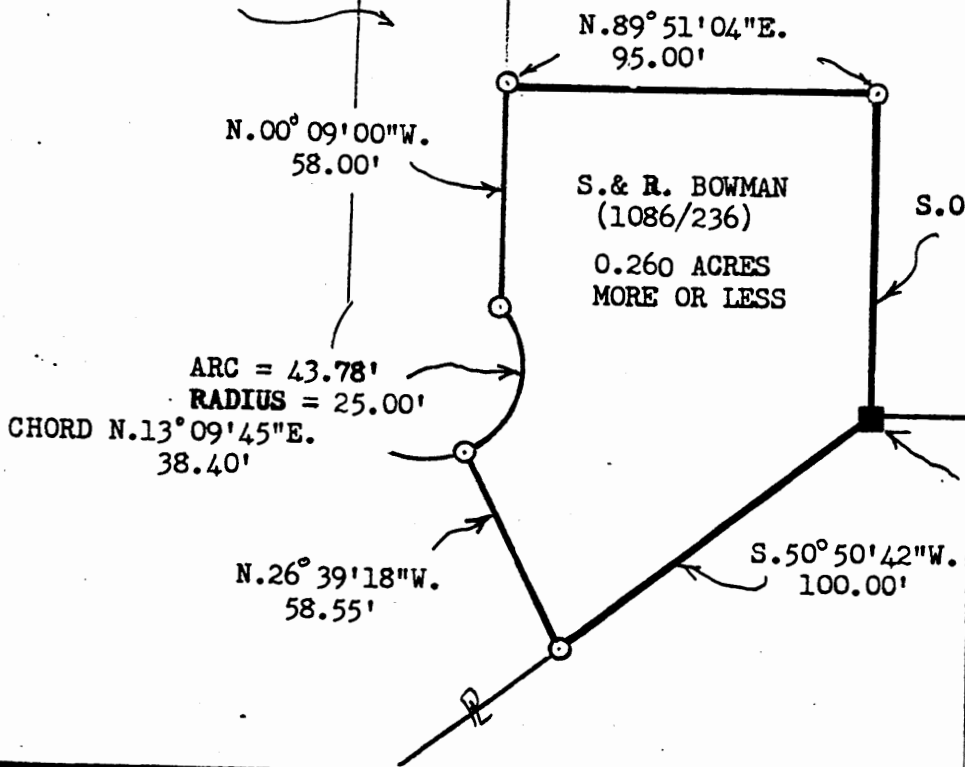 N.89°51'04"E.
95.00'
N.00°09'00"W.
58.00'
S.& R. BOWMAN
(1086/236)
0.260 ACRES
MORE OR LESS
S.0
ARC = 43.78'
RADIUS = 25.00'
CHORD N.13°09'45"E.
38.40'
N.26°39'18"W.
58.55'
S.50°50'42"W.
100.00'
PL